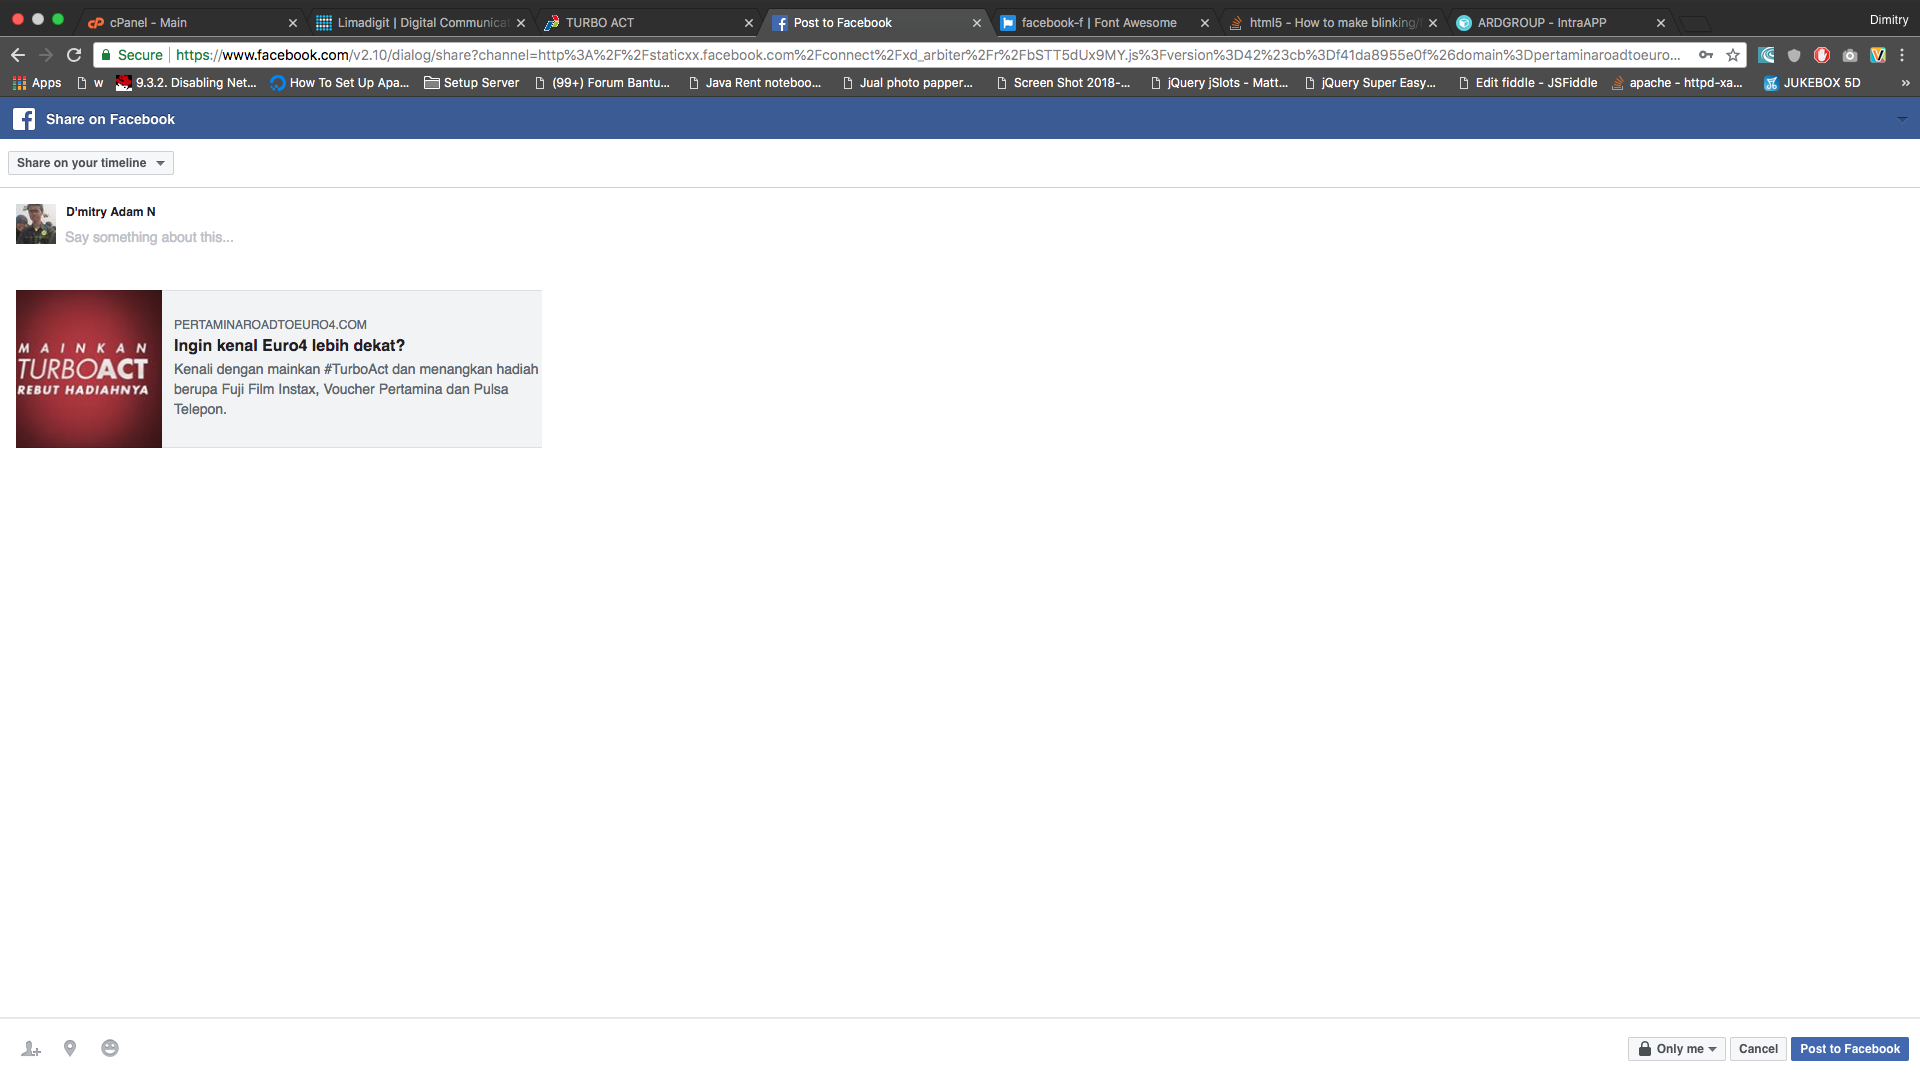 cPanel - Main
Limadigit | Digital Communicat
TURBO ACT
Post to Facebook
facebook-f | Font Awesome
html5 - How to make blinking/
ARDGROUP - IntraAPP
Dimitry
Secure
https://www.facebook.com/v2.10/dialog/share?channel=http%3A%2F%2Fstaticxx.facebook.com%2Fconnect%2Fxd_arbiter%2Fr%2FbSTT5dUx9MY.js%3Fversion%3D42%23cb%3Df41da8955e0f%26domain%3Dpertaminaroadtoeuro...
Apps
w
9.3.2. Disabling Net...
How To Set Up Apa...
Setup Server
(99+) Forum Bantu...
Java Rent noteboo...
Jual photo papper...
Screen Shot 2018-...
jQuery jSlots - Matt...
jQuery Super Easy...
Edit fiddle - JSFiddle
apache - httpd-xa...
JUKEBOX 5D
»
Share on Facebook
Share on your timeline
D'mitry Adam N
Say something about this...
MAINKAN
TURBOACT
REBUT HADIAHNYA
PERTAMINAROADTOEURO4.COM
Ingin kenal Euro4 lebih dekat?
Kenali dengan mainkan #TurboAct dan menangkan hadiah
berupa Fuji Film Instax, Voucher Pertamina dan Pulsa
Telepon.
Only me
Cancel
Post to Facebook